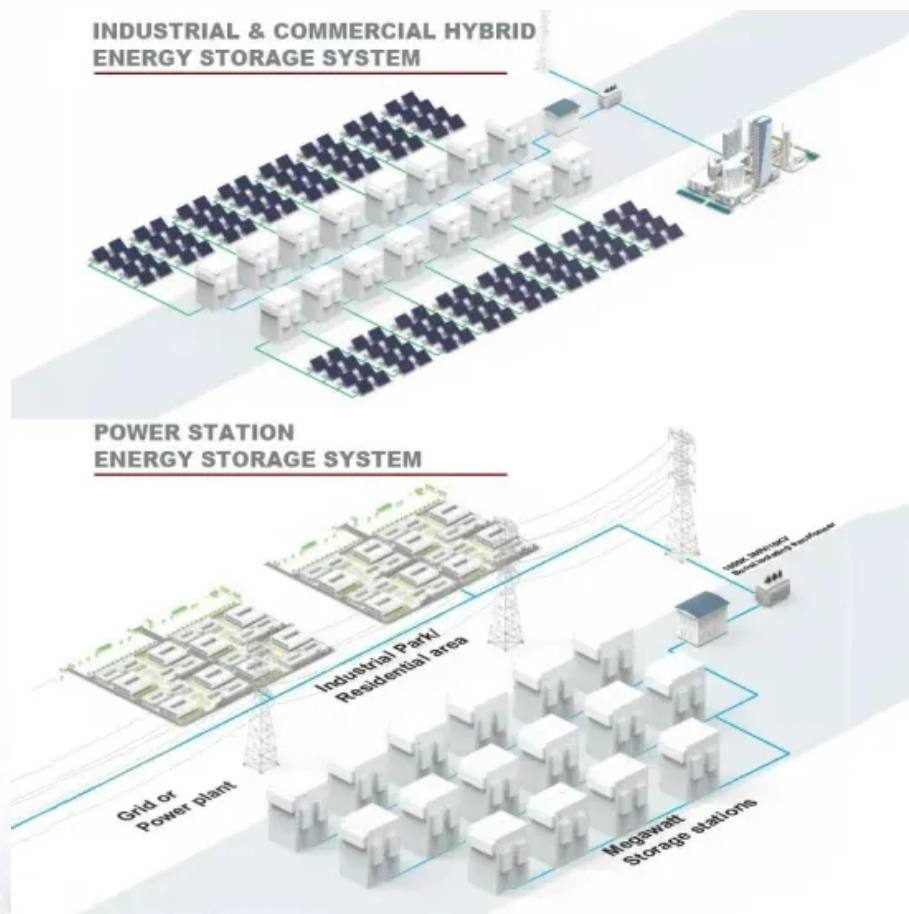 INDUSTRIAL & COMMERCIAL HYBRID
ENERGY STORAGE SYSTEM
POWER STATION
ENERGY STORAGE SYSTEM
Industrial Park/
Residential area
Grid or
Power plant
Megawatt
Storage stations